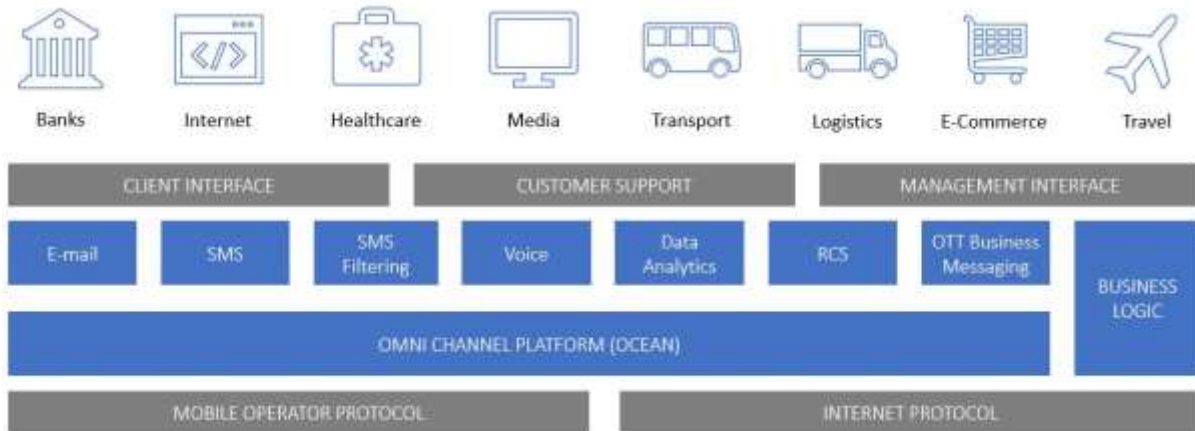 </>
Banks
Internet
Healthcare
Media
Transport
Logistics
E-Commerce
Travel
CLIENT INTERFACE
CUSTOMER SUPPORT
MANAGEMENT INTERFACE
E-mail
SMS
SMS
Filtering
Voice
Data
Analytics
RCS
OTT Business
Messaging
BUSINESS
LOGIC
OMNI CHANNEL PLATFORM (OCEAN)
MOBILE OPERATOR PROTOCOL
INTERNET PROTOCOL